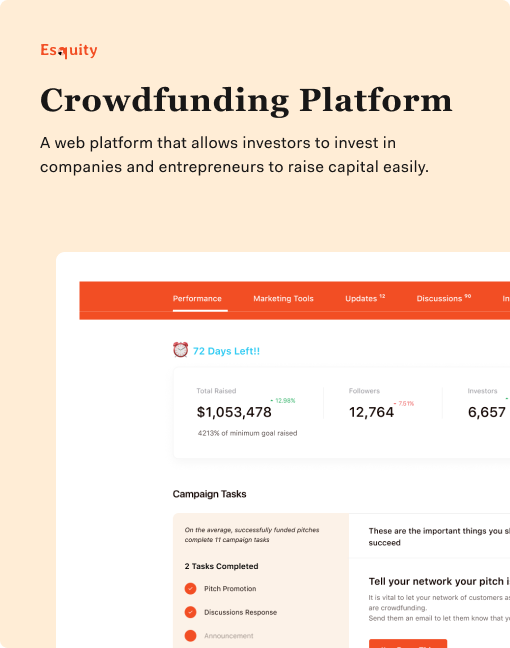 Esquity
Crowdfunding Platform
A web platform that allows investors to invest in
companies and entrepreneurs to raise capital easily.
Performance Marketing Tools Updates 12 Discussions 90
72 Days Left!!
Total Raised Followers Investors
12.98% 7.51%
$1,053,478 12,764 6,657
4213% of minimum goal raised
Campaign Tasks
On the average, successfully funded pitches
complete 11 campaign tasks
2 Tasks Completed
Pitch Promotion
Discussions Response
Announcement
These are the important things you
succeed
Tell your network your pitch
It is vital to let your network of customers
are crowdfunding.
Send them an email to let them know that